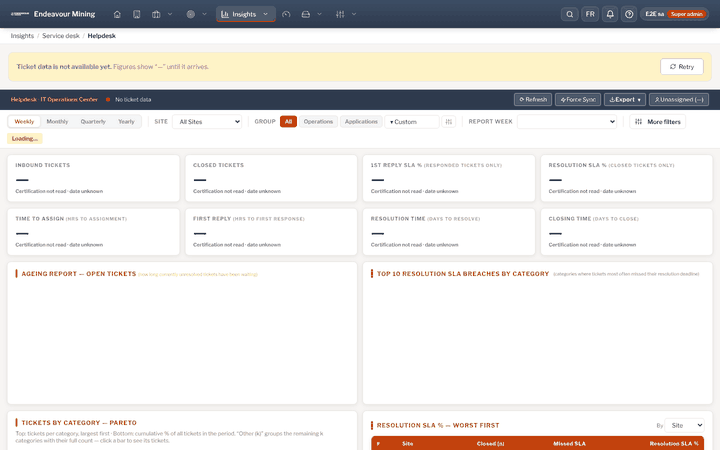 Endeavour Mining
Insights
FR
E2E sa
Super admin
Insights / Service desk / Helpdesk
Ticket data is not available yet. Figures show “—” until it arrives.
Retry
Helpdesk · IT Operations Center
No ticket data
Refresh
Force Sync
Export
Unassigned (—)
Weekly
Monthly
Quarterly
Yearly
SITE
All Sites
GROUP
All
Operations
Applications
Custom
REPORT WEEK
More filters
Loading...
INBOUND TICKETS
CLOSED TICKETS
1ST REPLY SLA % (RESPONDED TICKETS ONLY)
RESOLUTION SLA % (CLOSED TICKETS ONLY)
—
—
—
—
Certification not read · date unknown
Certification not read · date unknown
Certification not read · date unknown
Certification not read · date unknown
TIME TO ASSIGN (HRS TO ASSIGNMENT)
FIRST REPLY (HRS TO FIRST RESPONSE)
RESOLUTION TIME (DAYS TO RESOLVE)
CLOSING TIME (DAYS TO CLOSE)
—
—
—
—
Certification not read · date unknown
Certification not read · date unknown
Certification not read · date unknown
Certification not read · date unknown
AGEING REPORT — OPEN TICKETS
TOP 10 RESOLUTION SLA BREACHES BY CATEGORY (categories where tickets most often missed their resolution deadline)
TICKETS BY CATEGORY — PARETO
Top: tickets per category, largest first · Bottom: cumulative % of all tickets in the period. "Other (k)" groups the remaining k
categories with their full count — click a bar to see its tickets.
RESOLUTION SLA % — WORST FIRST
By
Site
#
Site
Closed (a)
Missed SLA
Resolution SLA %